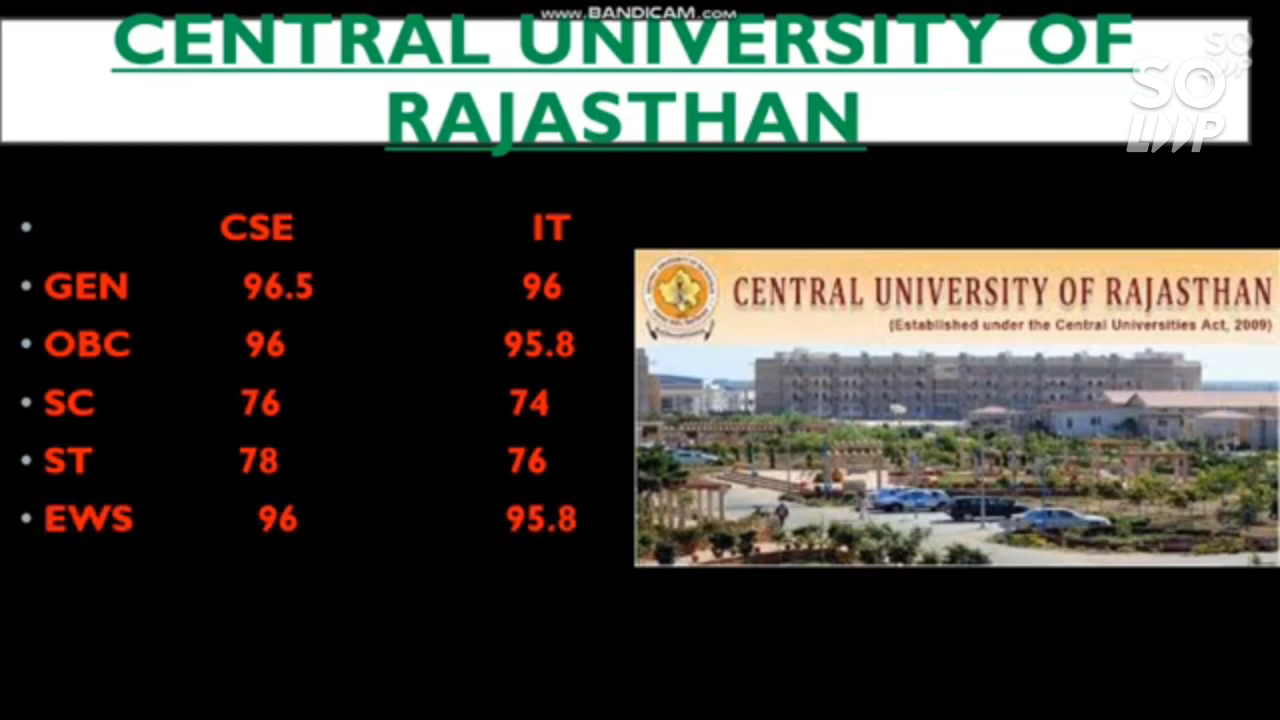 www.BANDICAM.com
CENTRAL UNIVERSITY OF
RAJASTHAN
SO
LMP
CSE IT
GEN 96.5 96
OBC 96 95.8
SC 76 74
ST 78 76
EWS 96 95.8
CENTRAL UNIVERSITY OF RAJASTHAN
(Established under the Central Universities Act, 2009)